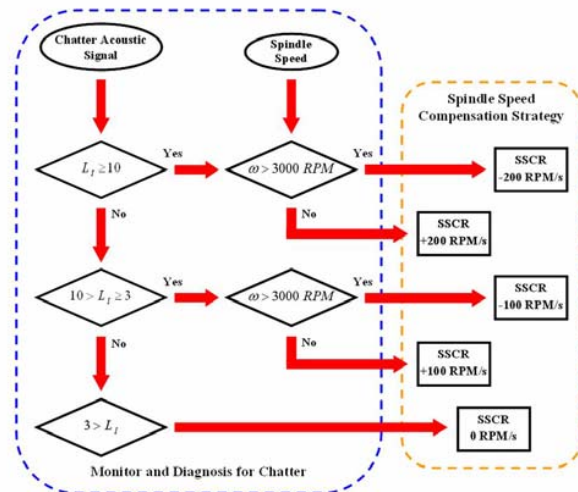 Chatter Acoustic
Signal
Spindle
Speed
Spindle Speed
Compensation Strategy
L_I ≥ 10
Yes
ω > 3000 RPM
Yes
SSCR
-200 RPM/s
No
No
SSCR
+200 RPM/s
10 > L_I ≥ 3
Yes
ω > 3000 RPM
Yes
SSCR
-100 RPM/s
No
No
SSCR
+100 RPM/s
3 > L_I
SSCR
0 RPM/s
Monitor and Diagnosis for Chatter